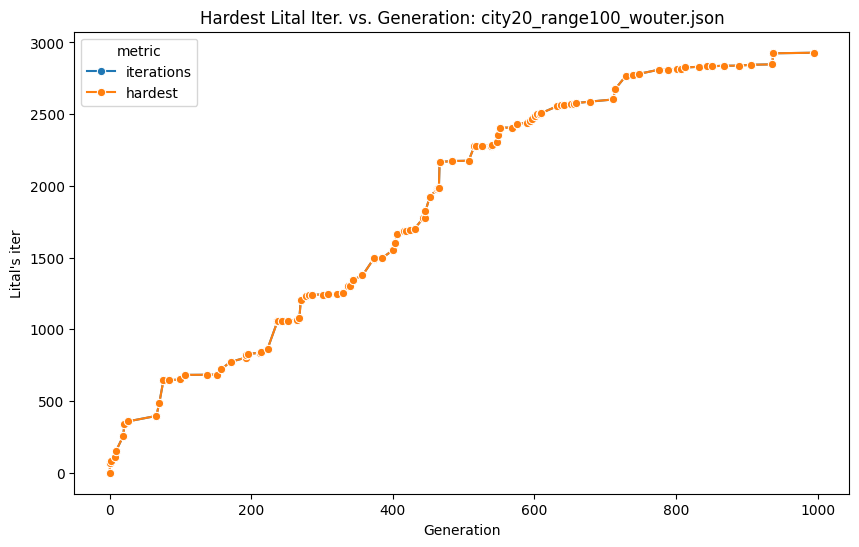 Hardest Lital Iter. vs. Generation: city20_range100_wouter.json
metric
iterations
hardest
3000
2500
2000
1500
1000
500
0
Lital's iter
0 200 400 600 800 1000
Generation